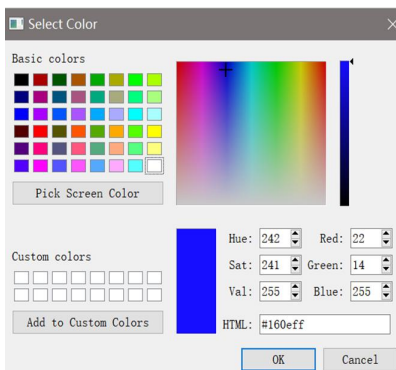 Select Color
Basic colors
Pick Screen Color
Custom colors
Add to Custom Colors
Hue: 242 Red: 22
Sat: 241 Green: 14
Val: 255 Blue: 255
HTML: #160eff
OK Cancel